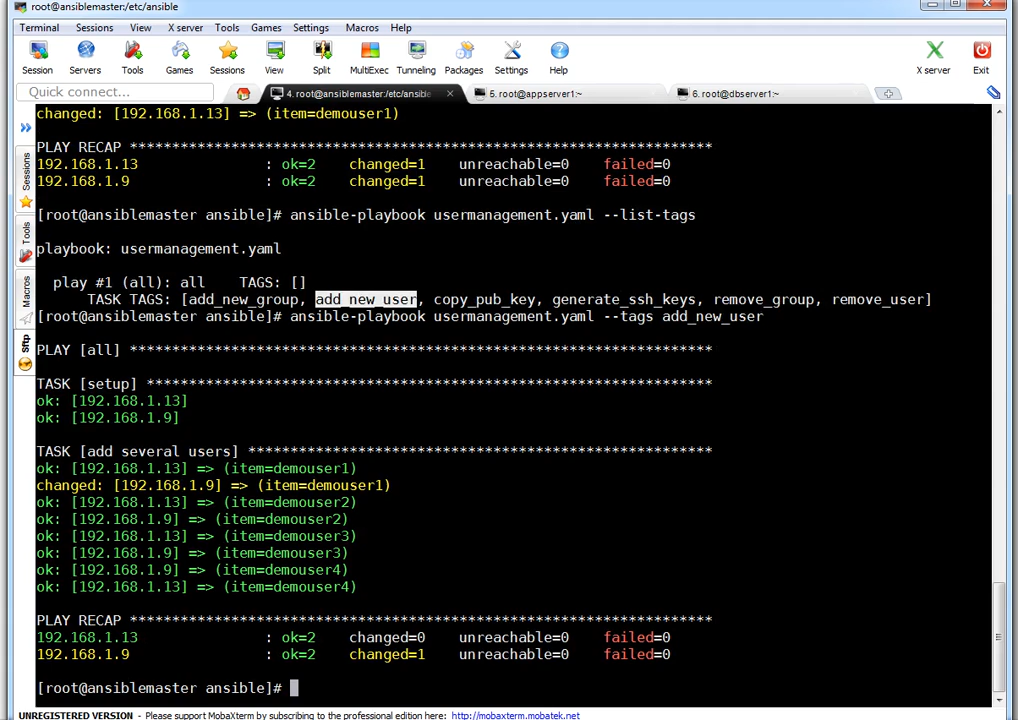 root@ansiblemaster:/etc/ansible
Terminal Sessions View X server Tools Games Settings Macros Help
Session Servers Tools Games Sessions View Split MultiExec Tunneling Packages Settings Help X server Exit
Quick connect... 4. root@ansiblemaster:/etc/ansible 5. root@appserver1:~ 6. root@dbserver1:~
Sessions
Tools
Macros
Sftp
changed: [192.168.1.13] => (item=demouser1)
PLAY RECAP *********************************************************************
192.168.1.13 : ok=2 changed=1 unreachable=0 failed=0
192.168.1.9 : ok=2 changed=1 unreachable=0 failed=0
[root@ansiblemaster ansible]# ansible-playbook usermanagement.yaml --list-tags
playbook: usermanagement.yaml
play #1 (all): all TAGS: []
TASK TAGS: [add_new_group, add_new_user, copy_pub_key, generate_ssh_keys, remove_group, remove_user]
[root@ansiblemaster ansible]# ansible-playbook usermanagement.yaml --tags add_new_user
PLAY [all] *********************************************************************
TASK [setup] *******************************************************************
ok: [192.168.1.13]
ok: [192.168.1.9]
TASK [add several users] *******************************************************
ok: [192.168.1.13] => (item=demouser1)
changed: [192.168.1.9] => (item=demouser1)
ok: [192.168.1.13] => (item=demouser2)
ok: [192.168.1.9] => (item=demouser2)
ok: [192.168.1.13] => (item=demouser3)
ok: [192.168.1.9] => (item=demouser3)
ok: [192.168.1.9] => (item=demouser4)
ok: [192.168.1.13] => (item=demouser4)
PLAY RECAP *********************************************************************
192.168.1.13 : ok=2 changed=0 unreachable=0 failed=0
192.168.1.9 : ok=2 changed=1 unreachable=0 failed=0
[root@ansiblemaster ansible]#
UNREGISTERED VERSION - Please support MobaXterm by subscribing to the professional edition here: http://mobaxterm.mobatek.net